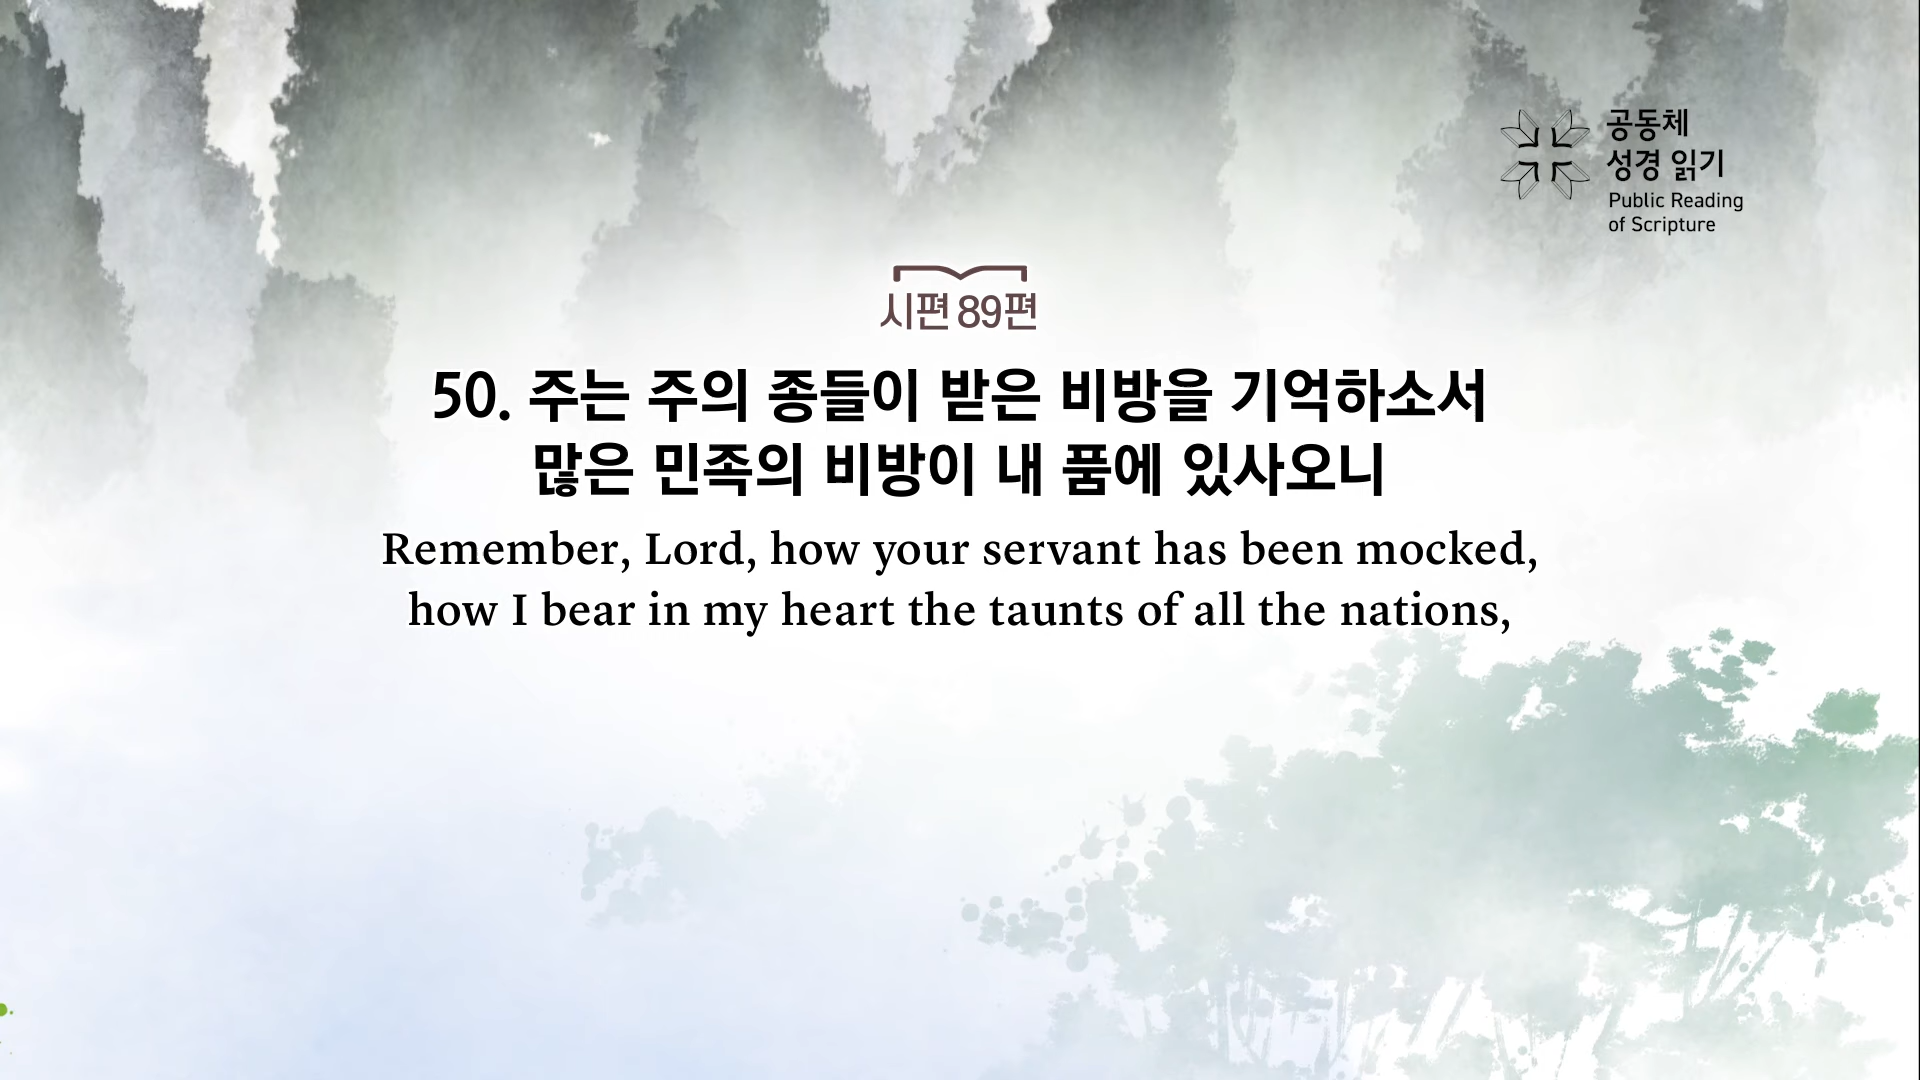 공동체
성경 읽기
Public Reading
of Scripture
시편 89편
50. 주는 주의 종들이 받은 비방을 기억하소서
많은 민족의 비방이 내 품에 있사오니
Remember, Lord, how your servant has been mocked,
how I bear in my heart the taunts of all the nations,